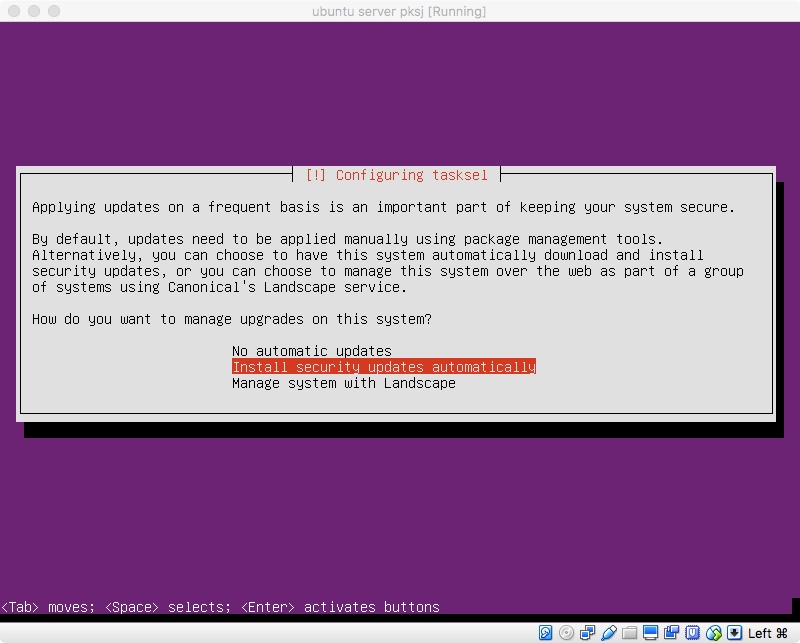 ubuntu server pksj [Running]
[!] Configuring tasksel
Applying updates on a frequent basis is an important part of keeping your system secure.
By default, updates need to be applied manually using package management tools.
Alternatively, you can choose to have this system automatically download and install
security updates, or you can choose to manage this system over the web as part of a group
of systems using Canonical's Landscape service.
How do you want to manage upgrades on this system?
No automatic updates
Install security updates automatically
Manage system with Landscape
<Tab> moves; <Space> selects; <Enter> activates buttons
Left ⌘